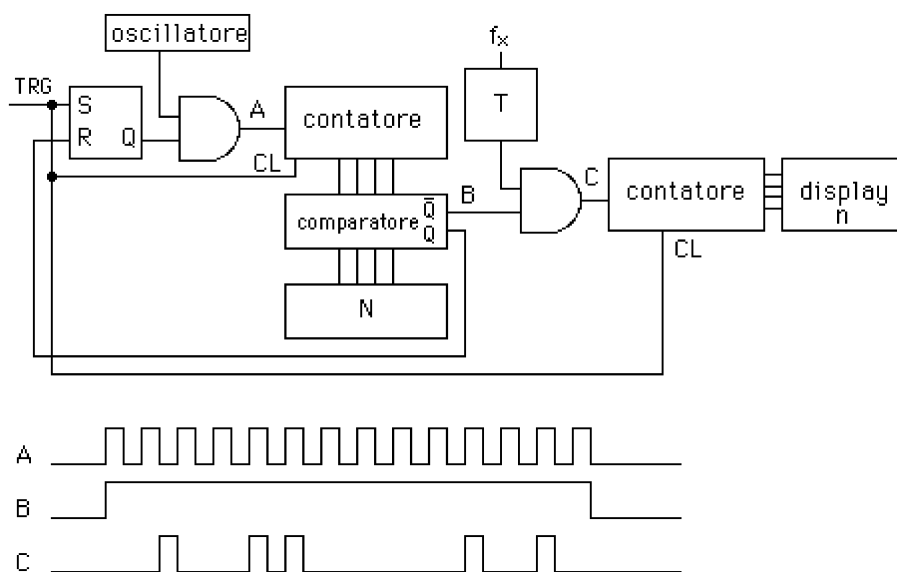 oscillatore
TRG
S
R Q
A
contatore
CL
comparatore Q̅
Q
N
B
fx
T
C
contatore
CL
display
n
A
B
C